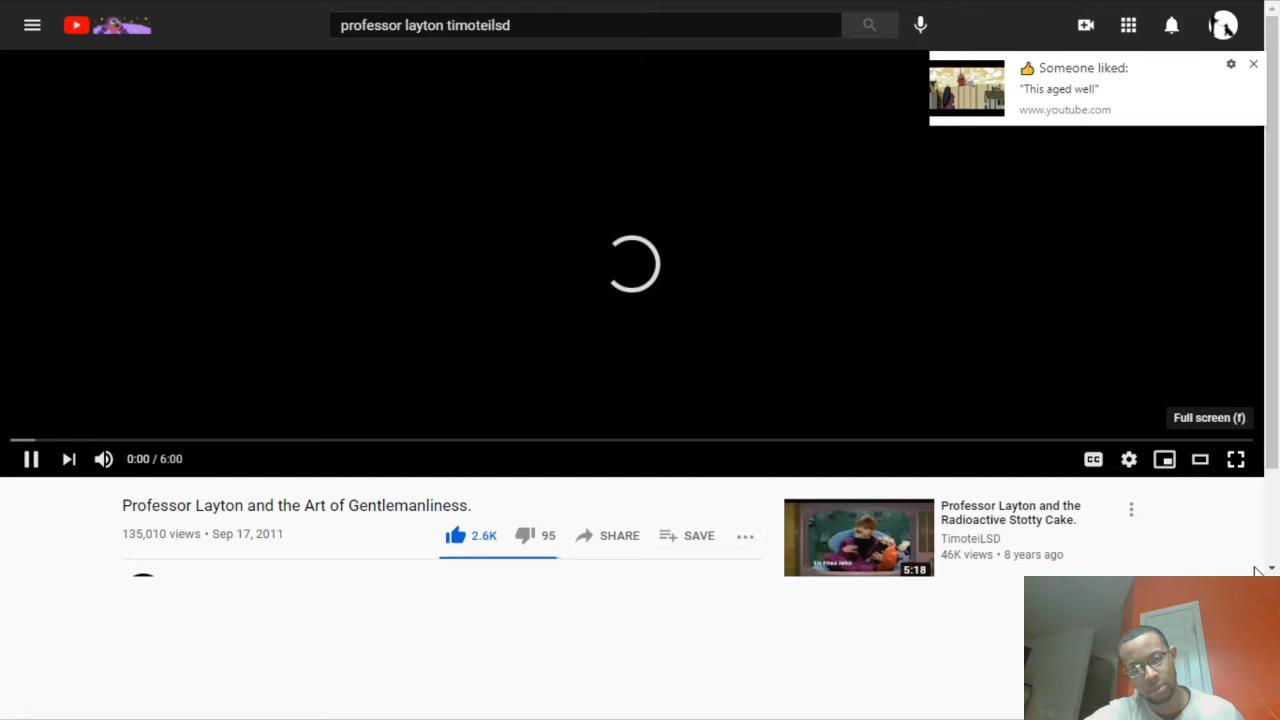 professor layton timoteilsd
👍 Someone liked:
"This aged well"
www.youtube.com
Full screen (f)
0:00 / 6:00
CC
Professor Layton and the Art of Gentlemanliness.
135,010 views • Sep 17, 2011
2.6K
95
SHARE
SAVE
5:18
Professor Layton and the
Radioactive Stotty Cake.
TimoteiLSD
46K views • 8 years ago